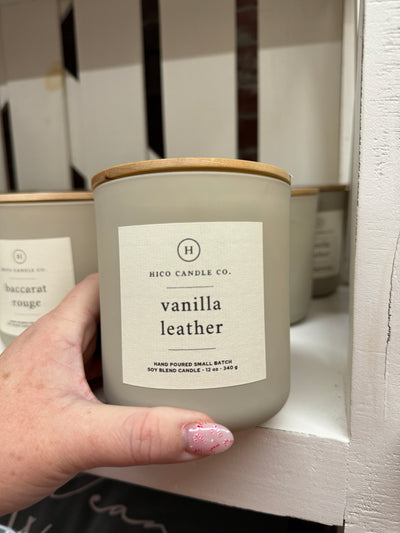 H
HICO CANDLE CO.
vanilla
leather
HAND POURED SMALL BATCH
SOY BLEND CANDLE - 12 oz - 340 g
H
CO CANDLE CO.
baccarat
rouge